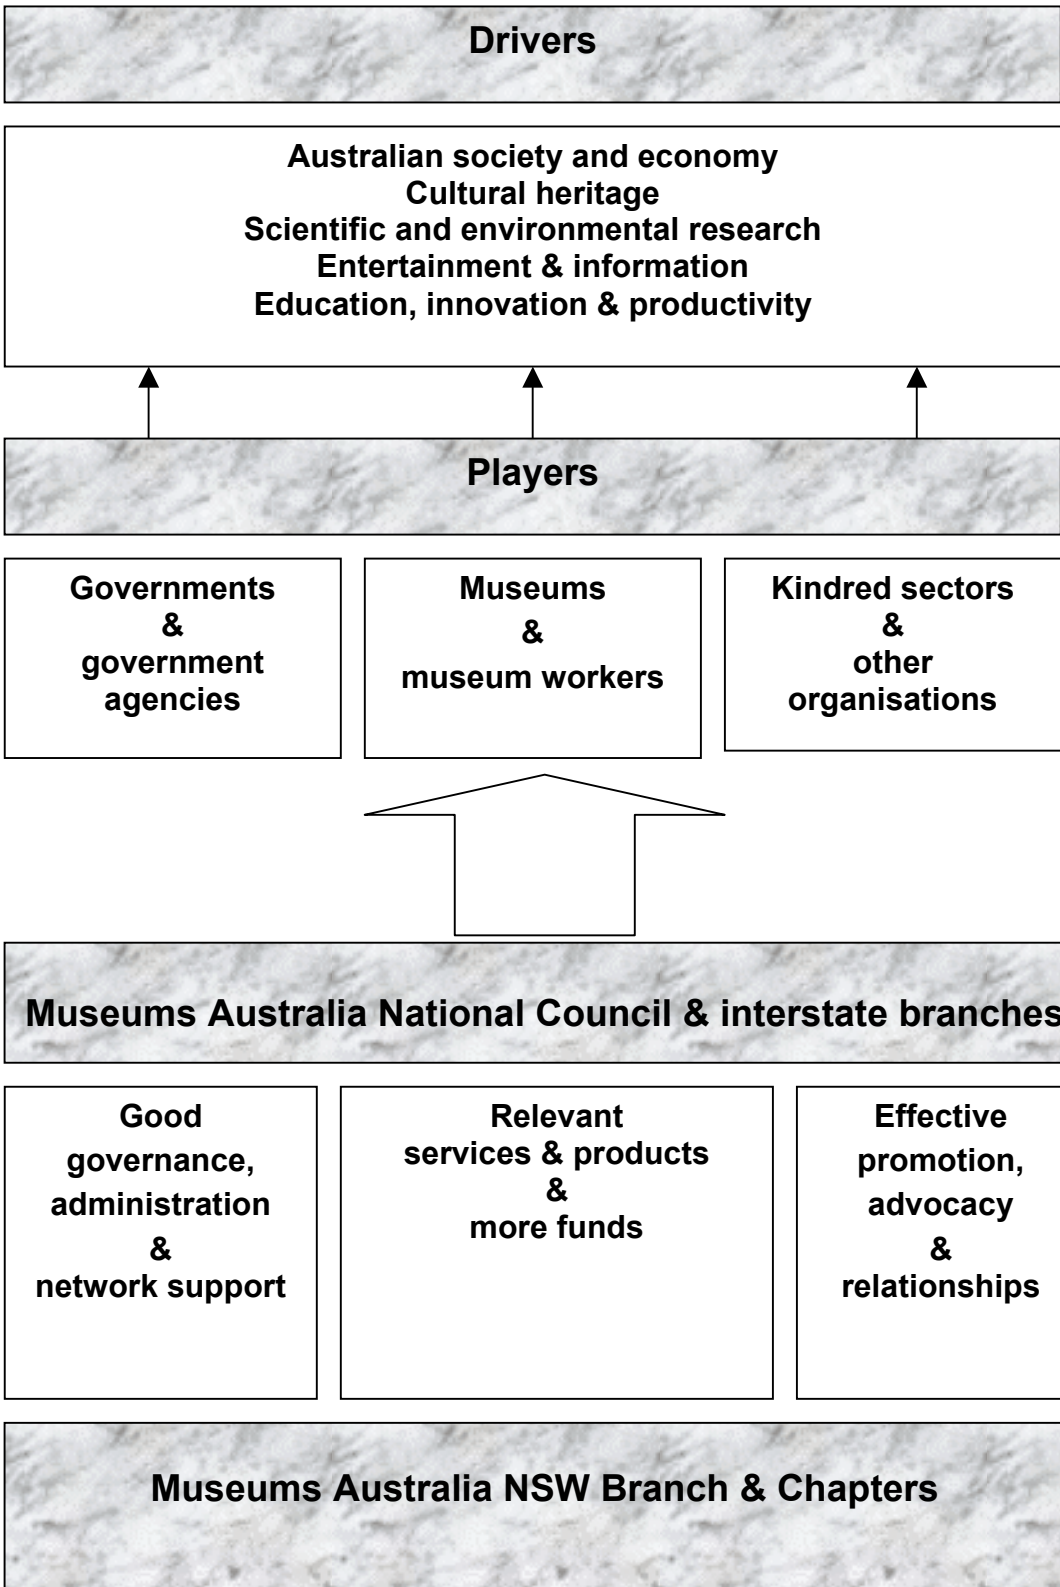 Drivers
Australian society and economy
Cultural heritage
Scientific and environmental research
Entertainment & information
Education, innovation & productivity
Players
Governments
&
government
agencies
Museums
&
museum workers
Kindred sectors
&
other
organisations
Museums Australia National Council & interstate branches
Good
governance,
administration
&
network support
Relevant
services & products
&
more funds
Effective
promotion,
advocacy
&
relationships
Museums Australia NSW Branch & Chapters